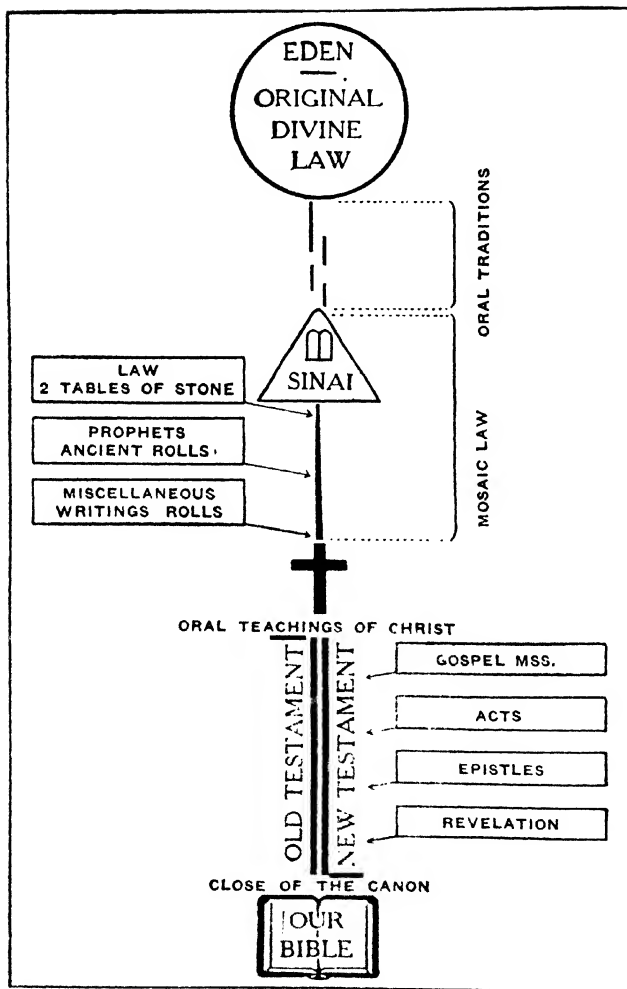 EDEN
ORIGINAL
DIVINE
LAW
ORAL TRADITIONS
SINAI
MOSAIC LAW
LAW
2 TABLES OF STONE
PROPHETS
ANCIENT ROLLS
MISCELLANEOUS
WRITINGS ROLLS
ORAL TEACHINGS OF CHRIST
OLD TESTAMENT
NEW TESTAMENT
GOSPEL MSS.
ACTS
EPISTLES
REVELATION
CLOSE OF THE CANON
OUR
BIBLE